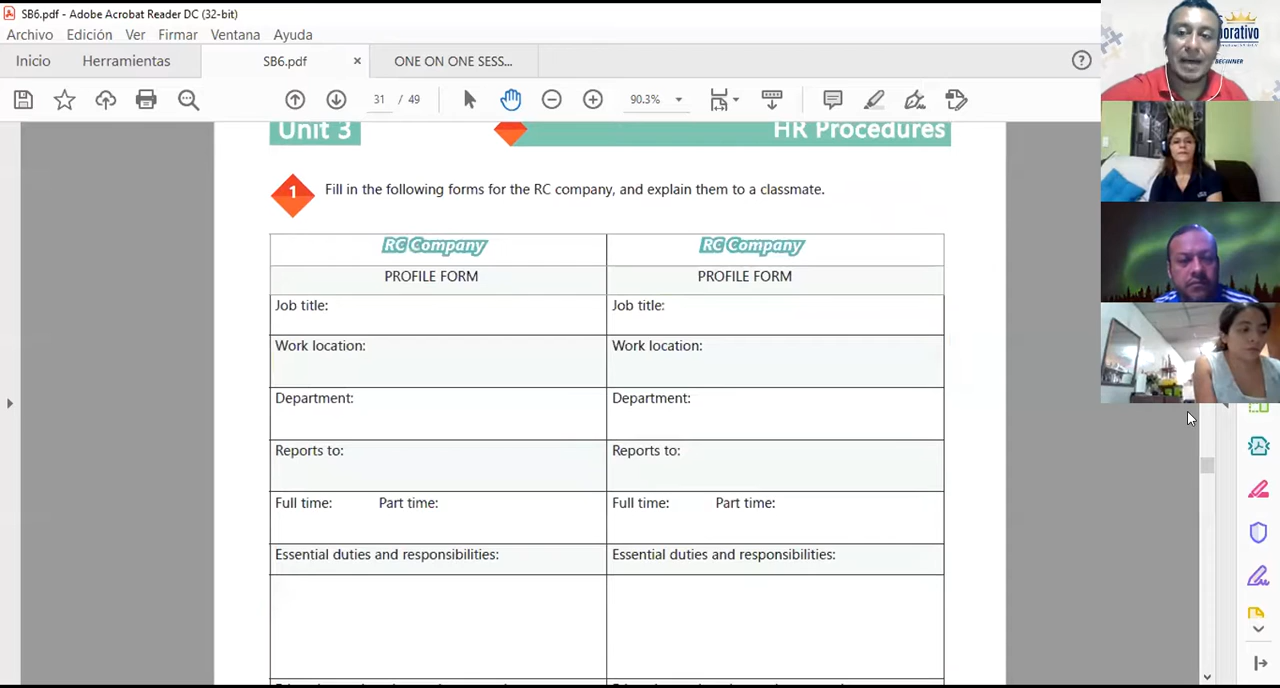 SB6.pdf - Adobe Acrobat Reader DC (32-bit)
Archivo Edición Ver Firmar Ventana Ayuda
Inicio Herramientas SB6.pdf × ONE ON ONE SESS...
31 / 49 90.3%
Unit 3 HR Procedures
1 Fill in the following forms for the RC company, and explain them to a classmate.
RC Company RC Company
PROFILE FORM PROFILE FORM
Job title: Job title:
Work location: Work location:
Department: Department:
Reports to: Reports to:
Full time: Part time: Full time: Part time:
Essential duties and responsibilities: Essential duties and responsibilities:
orativo
BEGINNER